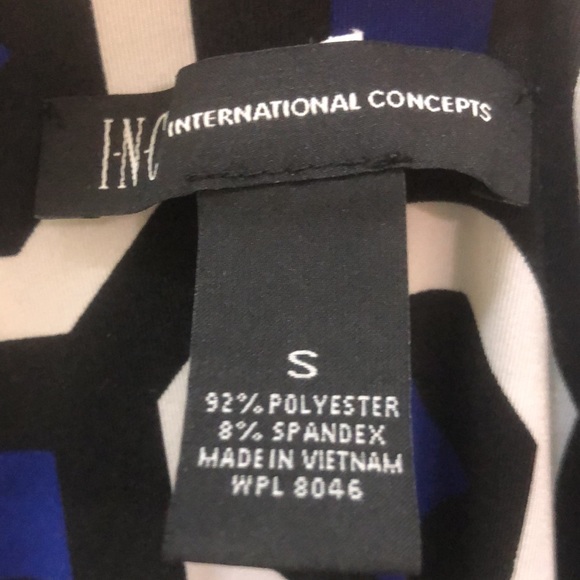 I-N-C INTERNATIONAL CONCEPTS
S
92% POLYESTER
8% SPANDEX
MADE IN VIETNAM
WPL 8046